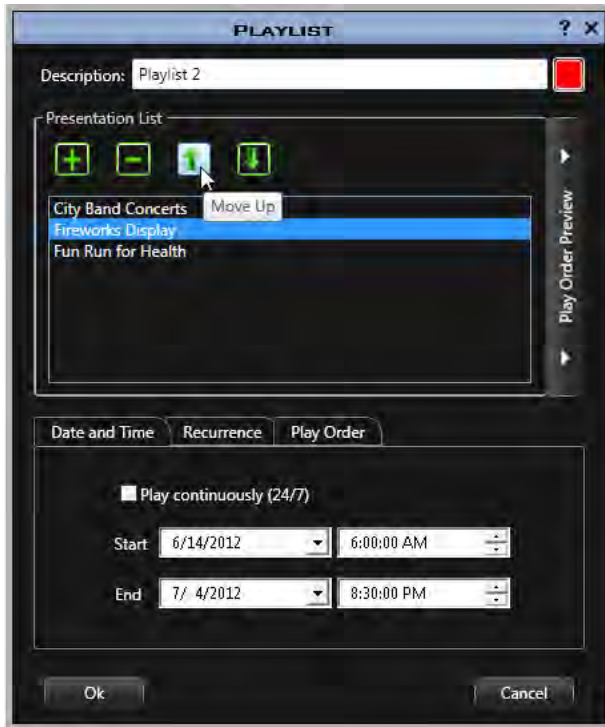 PLAYLIST ? ×
Description: Playlist 2
Presentation List
Move Up
City Band Concerts
Fireworks Display
Fun Run for Health
Play Order Preview
Date and Time Recurrence Play Order
Play continuously (24/7)
Start 6/14/2012 6:00:00 AM
End 7/ 4/2012 8:30:00 PM
Ok Cancel